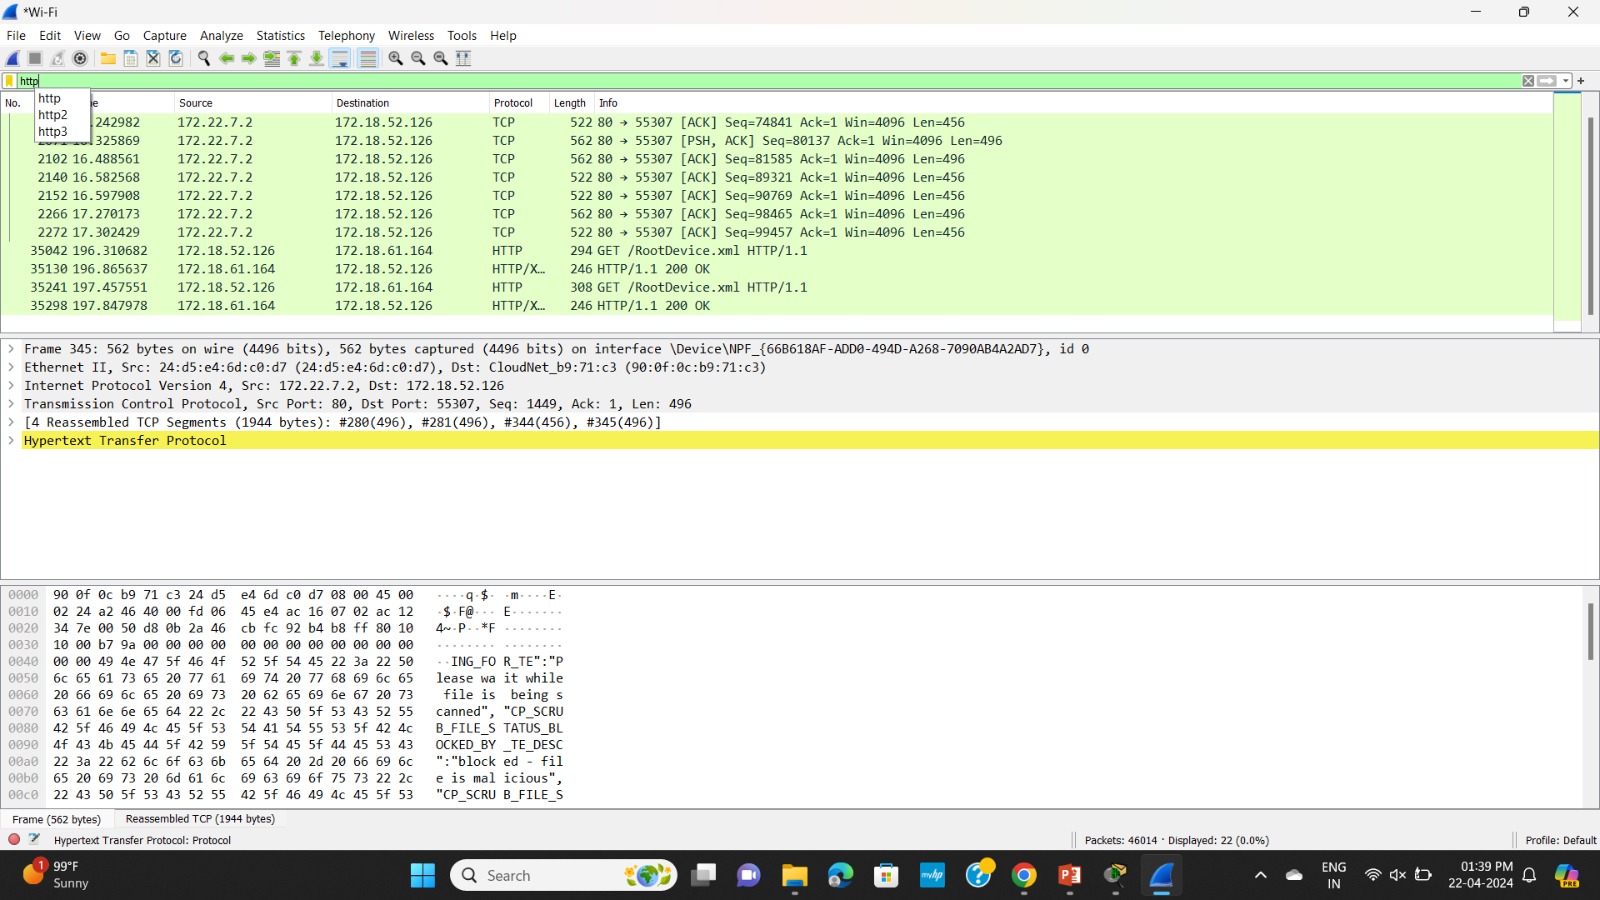 *Wi-Fi
File Edit View Go Capture Analyze Statistics Telephony Wireless Tools Help
http
No. e Source Destination Protocol Length Info
http
http2
http3
.242982 172.22.7.2 172.18.52.126 TCP 522 80 → 55307 [ACK] Seq=74841 Ack=1 Win=4096 Len=456
.325869 172.22.7.2 172.18.52.126 TCP 562 80 → 55307 [PSH, ACK] Seq=80137 Ack=1 Win=4096 Len=496
2102 16.488561 172.22.7.2 172.18.52.126 TCP 562 80 → 55307 [ACK] Seq=81585 Ack=1 Win=4096 Len=496
2140 16.582568 172.22.7.2 172.18.52.126 TCP 522 80 → 55307 [ACK] Seq=89321 Ack=1 Win=4096 Len=456
2152 16.597908 172.22.7.2 172.18.52.126 TCP 522 80 → 55307 [ACK] Seq=90769 Ack=1 Win=4096 Len=456
2266 17.270173 172.22.7.2 172.18.52.126 TCP 562 80 → 55307 [ACK] Seq=98465 Ack=1 Win=4096 Len=496
2272 17.302429 172.22.7.2 172.18.52.126 TCP 522 80 → 55307 [ACK] Seq=99457 Ack=1 Win=4096 Len=456
35042 196.310682 172.18.52.126 172.18.61.164 HTTP 294 GET /RootDevice.xml HTTP/1.1
35130 196.865637 172.18.61.164 172.18.52.126 HTTP/X… 246 HTTP/1.1 200 OK
35241 197.457551 172.18.52.126 172.18.61.164 HTTP 308 GET /RootDevice.xml HTTP/1.1
35298 197.847978 172.18.61.164 172.18.52.126 HTTP/X… 246 HTTP/1.1 200 OK
Frame 345: 562 bytes on wire (4496 bits), 562 bytes captured (4496 bits) on interface \Device\NPF_{66B618AF-ADD0-494D-A268-7090AB4A2AD7}, id 0
Ethernet II, Src: 24:d5:e4:6d:c0:d7 (24:d5:e4:6d:c0:d7), Dst: CloudNet_b9:71:c3 (90:0f:0c:b9:71:c3)
Internet Protocol Version 4, Src: 172.22.7.2, Dst: 172.18.52.126
Transmission Control Protocol, Src Port: 80, Dst Port: 55307, Seq: 1449, Ack: 1, Len: 496
[4 Reassembled TCP Segments (1944 bytes): #280(496), #281(496), #344(456), #345(496)]
Hypertext Transfer Protocol
0000 90 0f 0c b9 71 c3 24 d5 e4 6d c0 d7 08 00 45 00 ····q·$· ·m····E·
0010 02 24 a2 46 40 00 fd 06 45 e4 ac 16 07 02 ac 12 ·$·F@··· E·······
0020 34 7e 00 50 d8 0b 2a 46 cb fc 92 b4 b8 ff 80 10 4~·P··*F ········
0030 10 00 b7 9a 00 00 00 00 00 00 00 00 00 00 00 00 ········ ········
0040 00 00 49 4e 47 5f 46 4f 52 5f 54 45 22 3a 22 50 ··ING_FO R_TE":"P
0050 6c 65 61 73 65 20 77 61 69 74 20 77 68 69 6c 65 lease wa it while
0060 20 66 69 6c 65 20 69 73 20 62 65 69 6e 67 20 73 file is being s
0070 63 61 6e 6e 65 64 22 2c 22 43 50 5f 53 43 52 55 canned", "CP_SCRU
0080 42 5f 46 49 4c 45 5f 53 54 41 54 55 53 5f 42 4c B_FILE_S TATUS_BL
0090 4f 43 4b 45 44 5f 42 59 5f 54 45 5f 44 45 53 43 OCKED_BY _TE_DESC
00a0 22 3a 22 62 6c 6f 63 6b 65 64 20 2d 20 66 69 6c ":"block ed - fil
00b0 65 20 69 73 20 6d 61 6c 69 63 69 6f 75 73 22 2c e is mal icious",
00c0 22 43 50 5f 53 43 52 55 42 5f 46 49 4c 45 5f 53 "CP_SCRU B_FILE_S
Frame (562 bytes) Reassembled TCP (1944 bytes)
Hypertext Transfer Protocol: Protocol Packets: 46014 · Displayed: 22 (0.0%) Profile: Default
1 99°F
Sunny
Search
myhp
ENG
IN
01:39 PM
22-04-2024
PRE